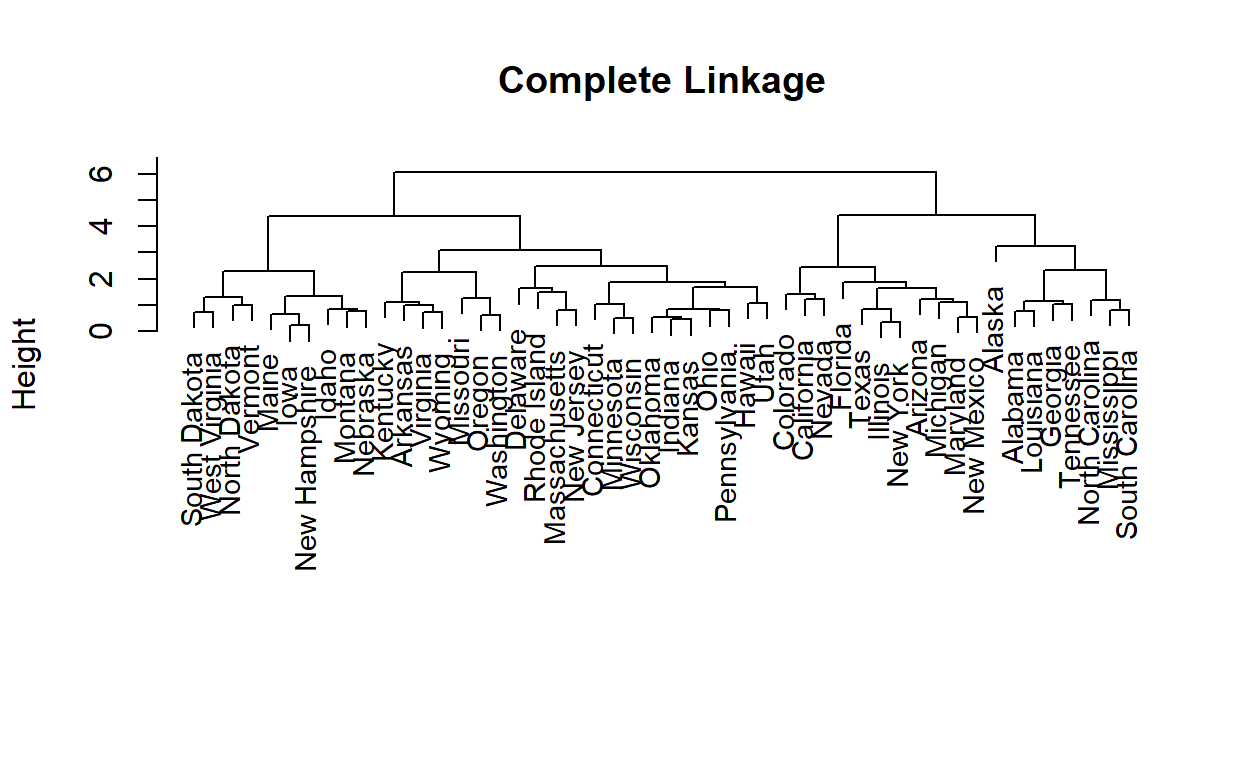 Complete Linkage
Height
6
4
2
0
South Dakota
West Virginia
North Dakota
Vermont
Maine
Iowa
New Hampshire
Idaho
Montana
Nebraska
Kentucky
Arkansas
Virginia
Wyoming
Missouri
Oregon
Washington
Delaware
Rhode Island
Massachusetts
New Jersey
Connecticut
Minnesota
Wisconsin
Oklahoma
Indiana
Kansas
Ohio
Pennsylvania
Hawaii
Utah
Colorado
California
Nevada
Florida
Texas
Illinois
New York
Arizona
Michigan
Maryland
New Mexico
Alaska
Alabama
Louisiana
Georgia
Tennessee
North Carolina
Mississippi
South Carolina